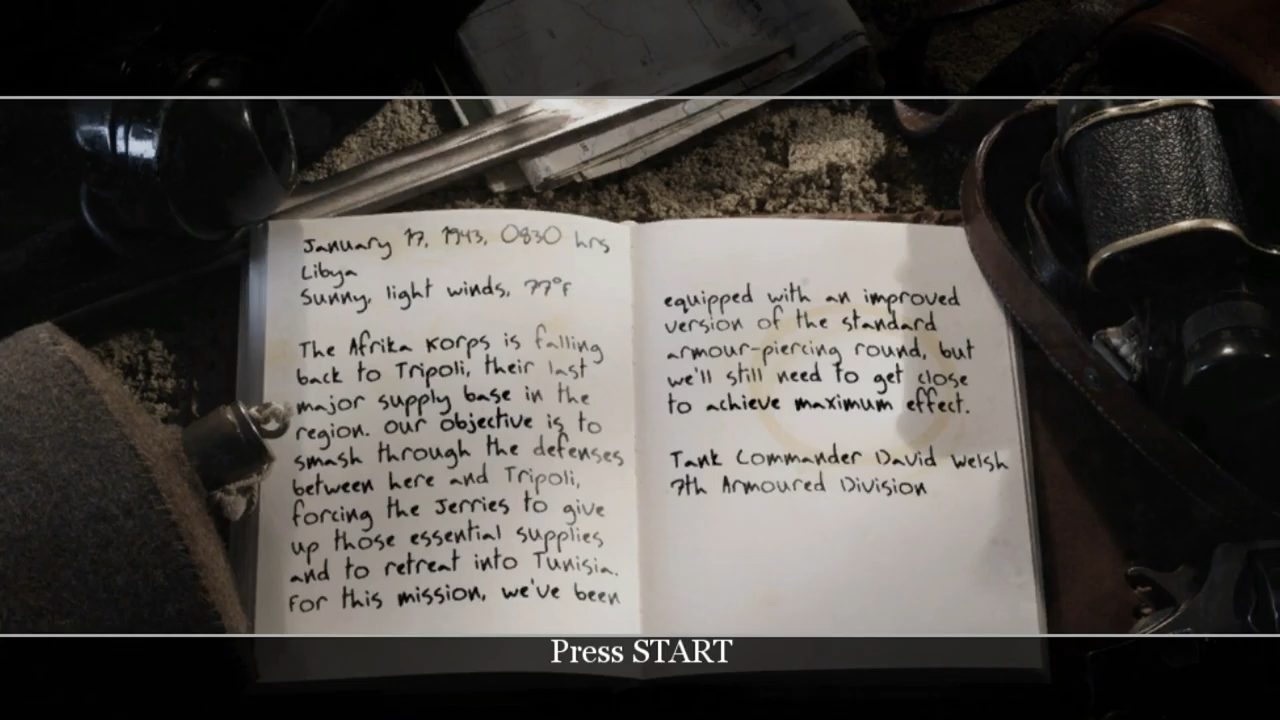 January 17, 1943, 0830 hrs
Libya
Sunny, light winds, 77°F
The Afrika Korps is falling
back to Tripoli, their last
major supply base in the
region. Our objective is to
smash through the defenses
between here and Tripoli,
forcing the Jerries to give
up those essential supplies
and to retreat into Tunisia.
For this mission, we've been
equipped with an improved
version of the standard
armour-piercing round, but
we'll still need to get close
to achieve maximum effect.
Tank Commander David Welsh
7th Armoured Division
Press START